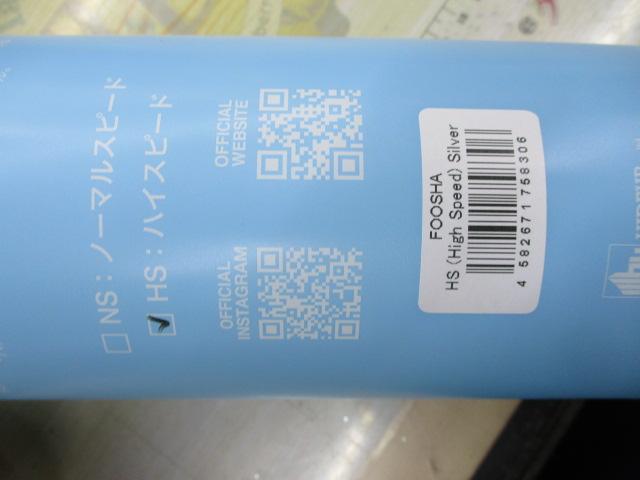 □ NS：ノーマルスピード
☑ HS：ハイスピード
OFFICIAL
INSTAGRAM
OFFICIAL
WEBSITE
FOOSHA
HS (High Speed) Silver
4 582671 758306